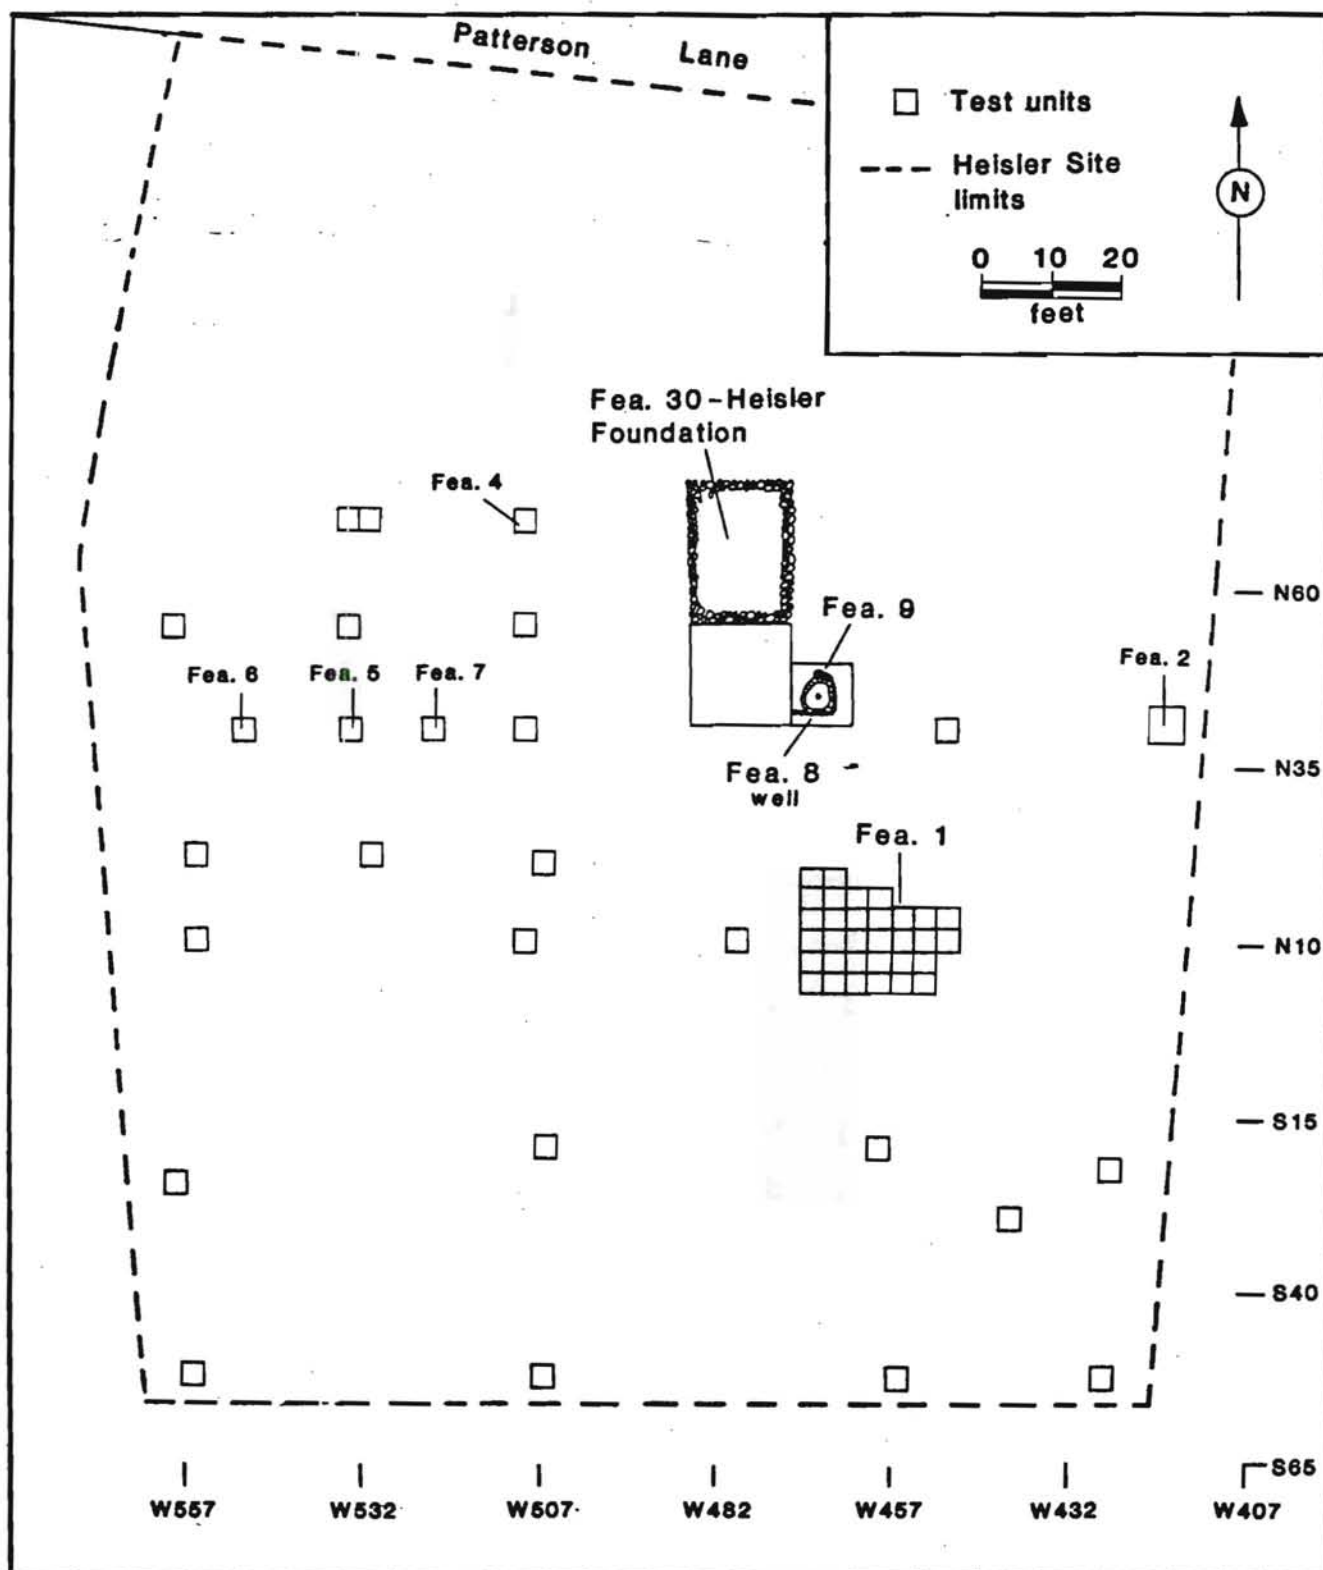 Patterson Lane
Test units
Heisler Site
limits
N
0 10 20
feet
Fea. 30-Heisler
Foundation
Fea. 4
Fea. 9
N60
Fea. 6
Fea. 5
Fea. 7
Fea. 2
Fea. 8
well
N35
Fea. 1
N10
S15
S40
S65
W557
W532
W507
W482
W457
W432
W407